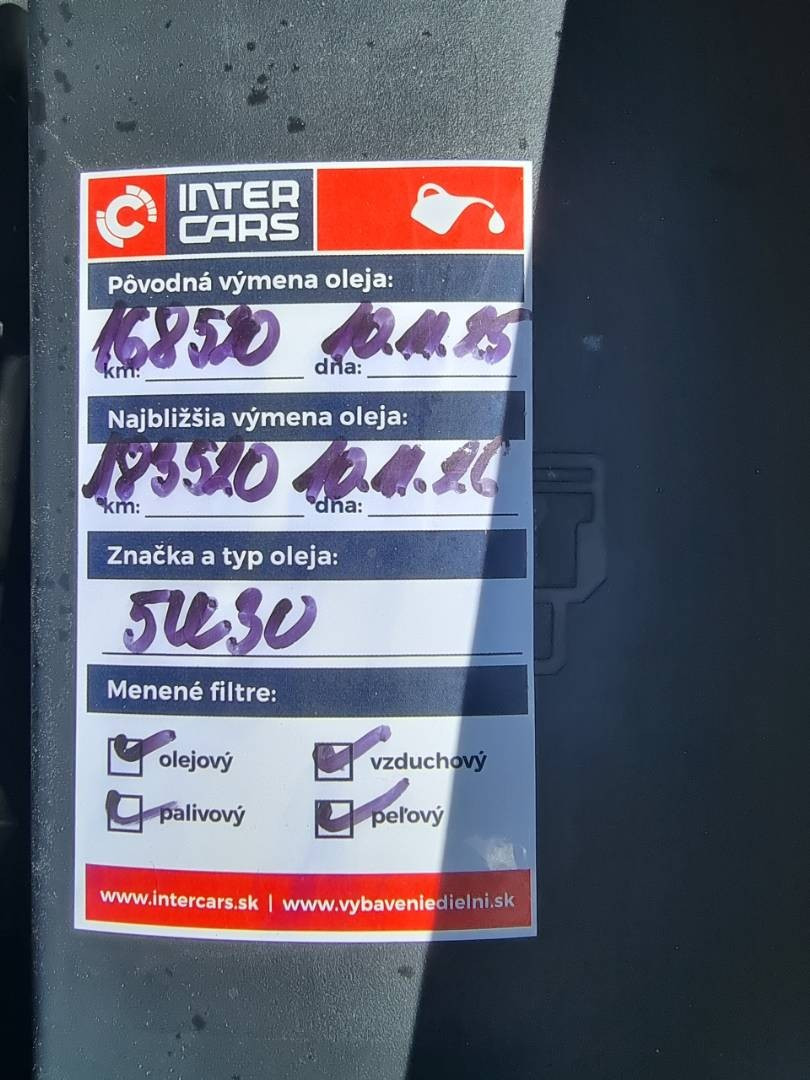 INTER
CARS
Pôvodná výmena oleja:
168520 10.11.25
km: dňa:
Najbližšia výmena oleja:
183520 10.11.26
km: dňa:
Značka a typ oleja:
5W30
Menené filtre:
olejový vzduchový
palivový peľový
www.intercars.sk | www.vybaveniedielni.sk